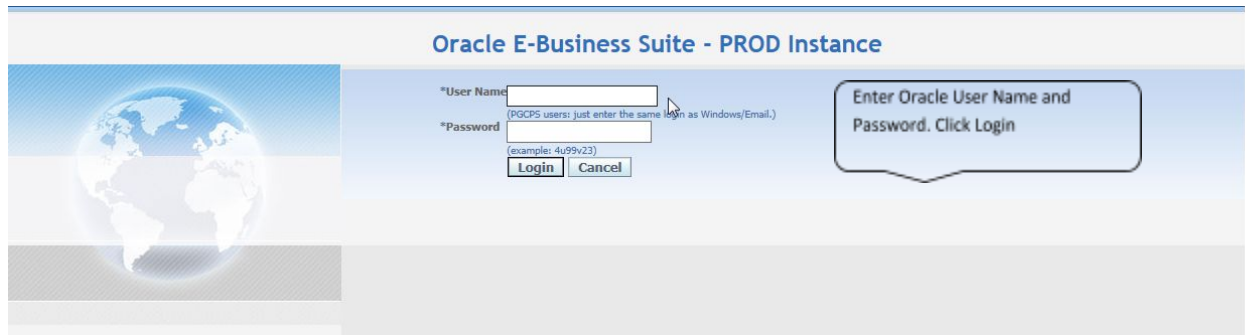 Oracle E-Business Suite - PROD Instance
*User Name
(PGCPS users: just enter the same login as Windows/Email.)
*Password
(example: 4u99v23)
Login Cancel
Enter Oracle User Name and
Password. Click Login